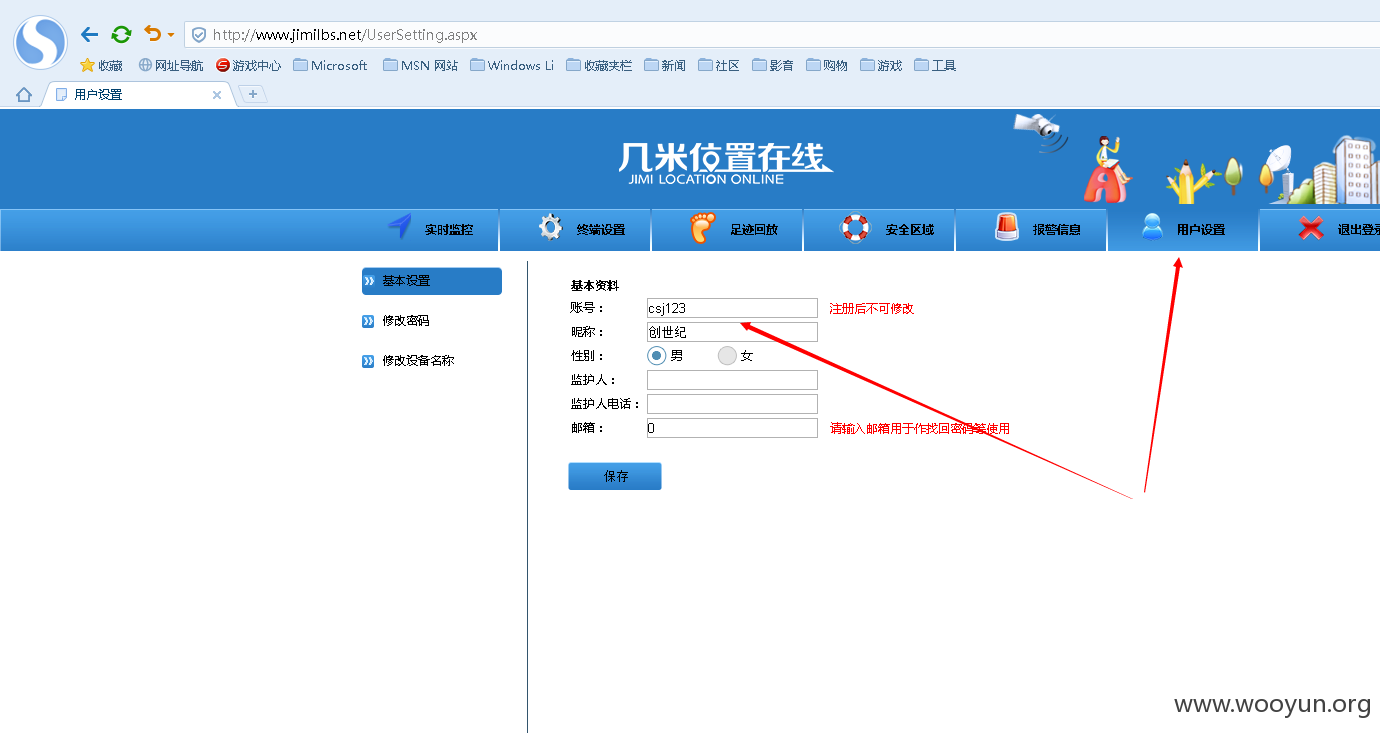 http://www.jimilbs.net/UserSetting.aspx
收藏 网址导航 游戏中心 Microsoft MSN 网站 Windows Li 收藏夹栏 新闻 社区 影音 购物 游戏 工具
用户设置
几米位置在线
JIMI LOCATION ONLINE
实时监控 终端设置 足迹回放 安全区域 报警信息 用户设置 退出登录
基本设置
修改密码
修改设备名称
基本资料
账号: csj123 注册后不可修改
昵称: 创世纪
性别: 男 女
监护人:
监护人电话:
邮箱: 0 请输入邮箱用于作找回密码等使用
保存
www.wooyun.org